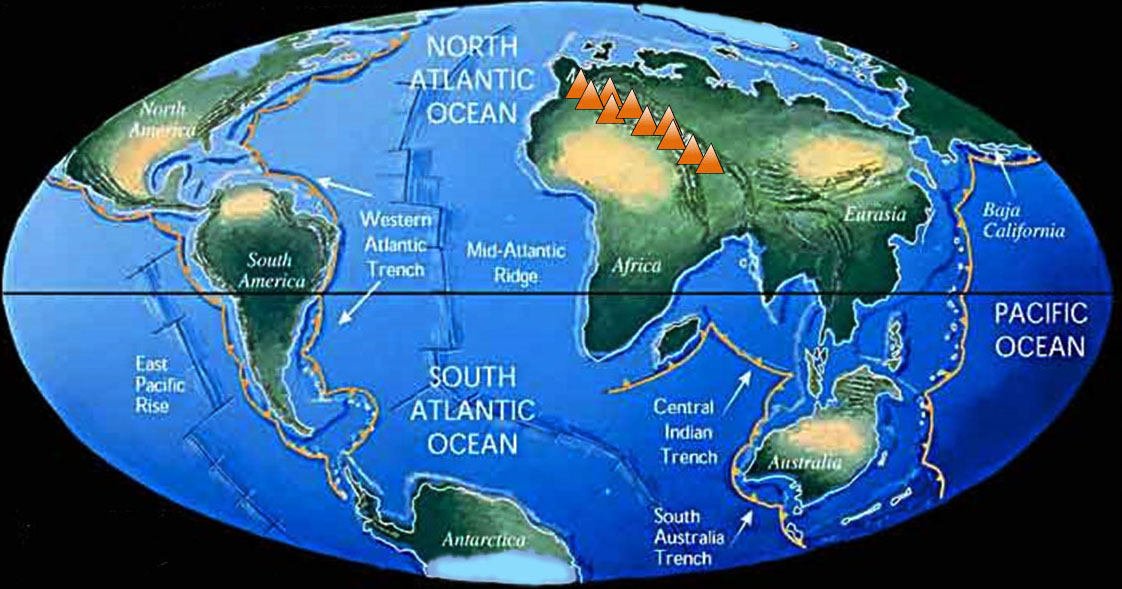 NORTH
ATLANTIC
OCEAN
North
America
Western
Atlantic
Trench
Mid-Atlantic
Ridge
South
America
Africa
Eurasia
Baja
California
PACIFIC
OCEAN
East
Pacific
Rise
SOUTH
ATLANTIC
OCEAN
Central
Indian
Trench
Australia
South
Australia
Trench
Antarctica